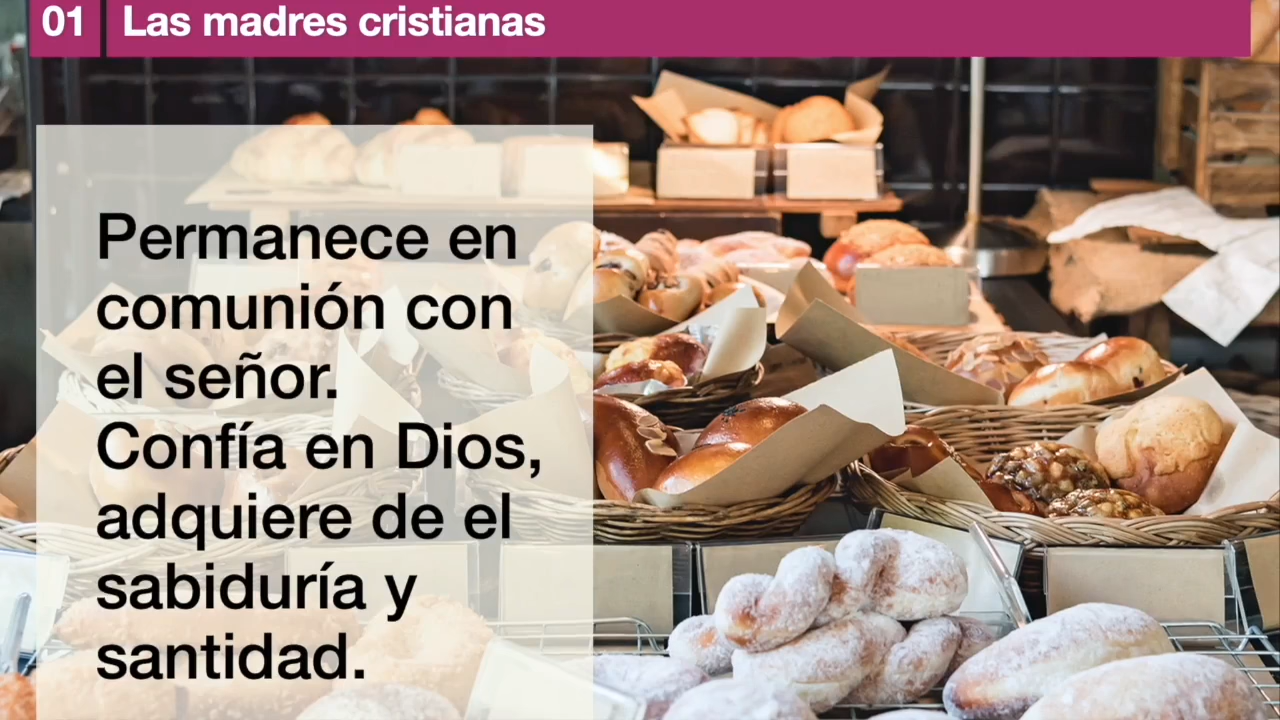 01 Las madres cristianas
Permanece en
comunión con
el señor.
Confía en Dios,
adquiere de el
sabiduría y
santidad.